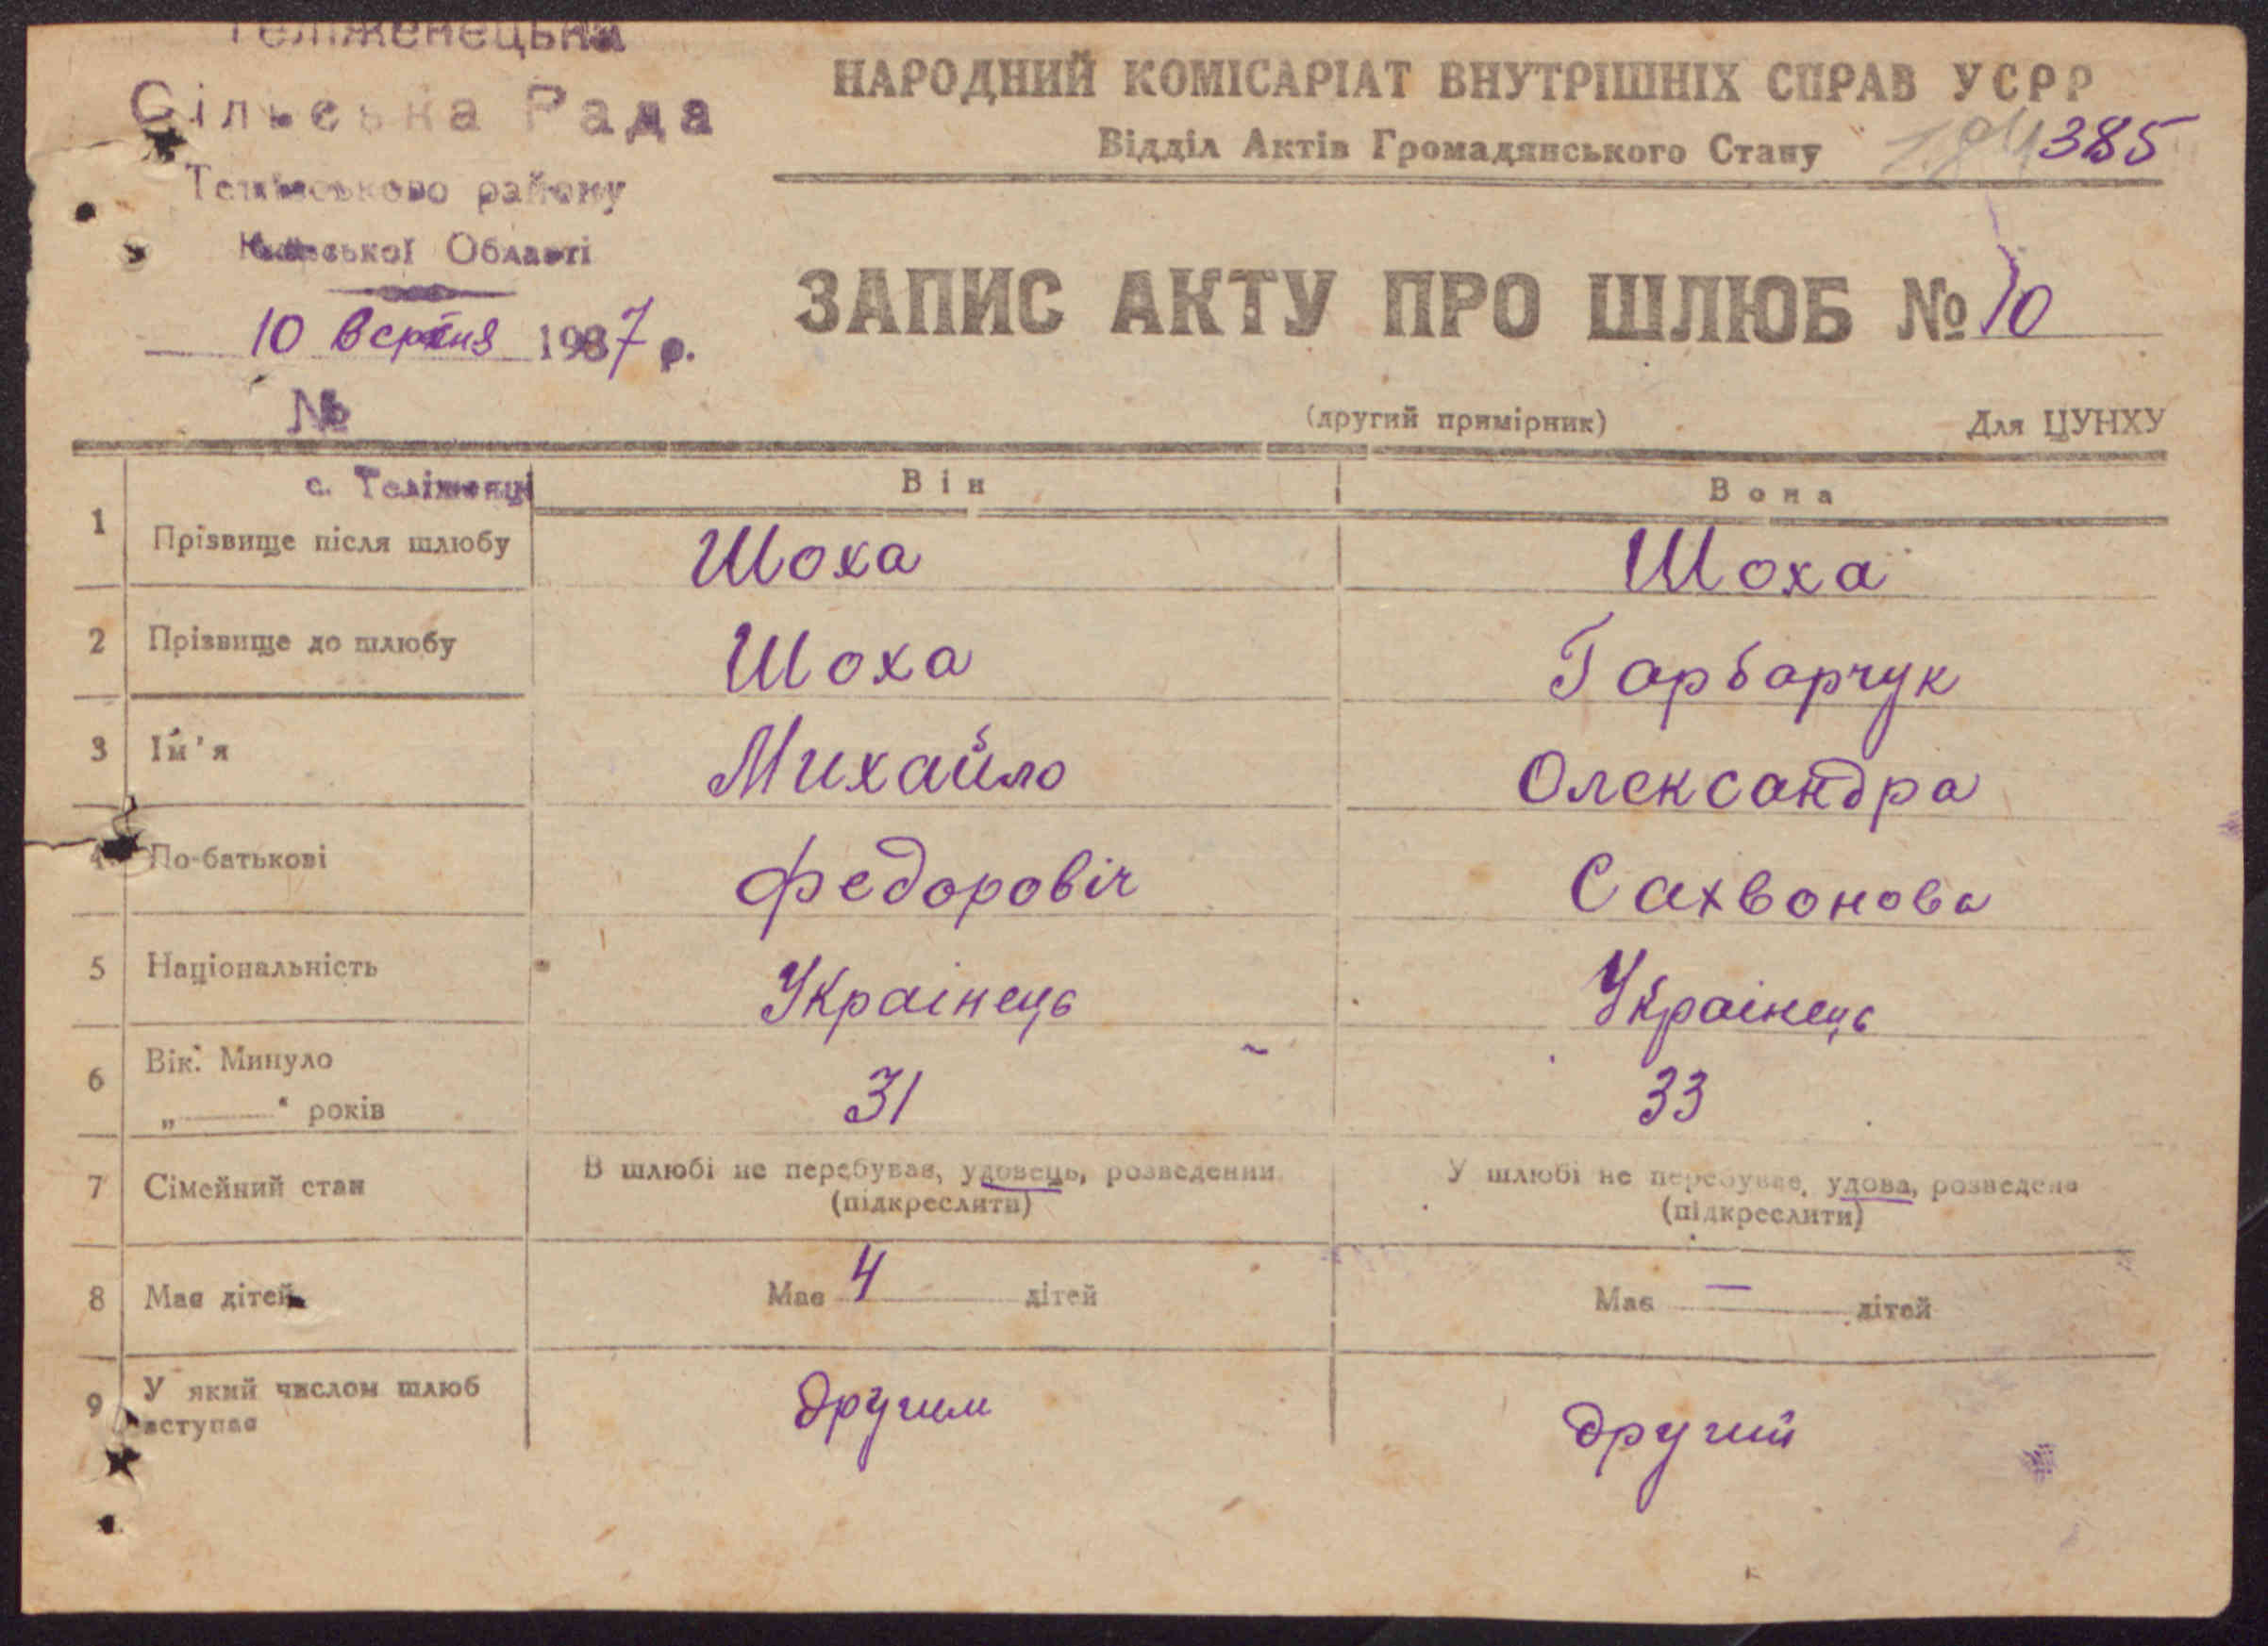 Теліженецька
Сільська Рада
району
Київської Області
10 вересня 1937 р.
№
НАРОДНИЙ КОМІСАРІАТ ВНУТРІШНІХ СПРАВ УСРР
Відділ Актів Громадянського Стану
385
ЗАПИС АКТУ ПРО ШЛЮБ № 10
(другий примірник) Для ЦУНХУ
с. Теліженці
Він Вона
1 Прізвище після шлюбу Шоха Шоха
2 Прізвище до шлюбу Шоха Гарбарчук
3 Ім'я Михайло Олександра
4 По-батькові Федоровіч Сахвонова
5 Національність Украінець Украінець
6 Вік. Минуло
„ “ років 31 33
7 Сімейний стан В шлюбі не перебував, удовець, розведений У шлюбі не перебуває, удова, розведена
(підкреслити) (підкреслити)
8 Має дітей Має 4 дітей Має — дітей
9 У який числом шлюб
вступає другим другий